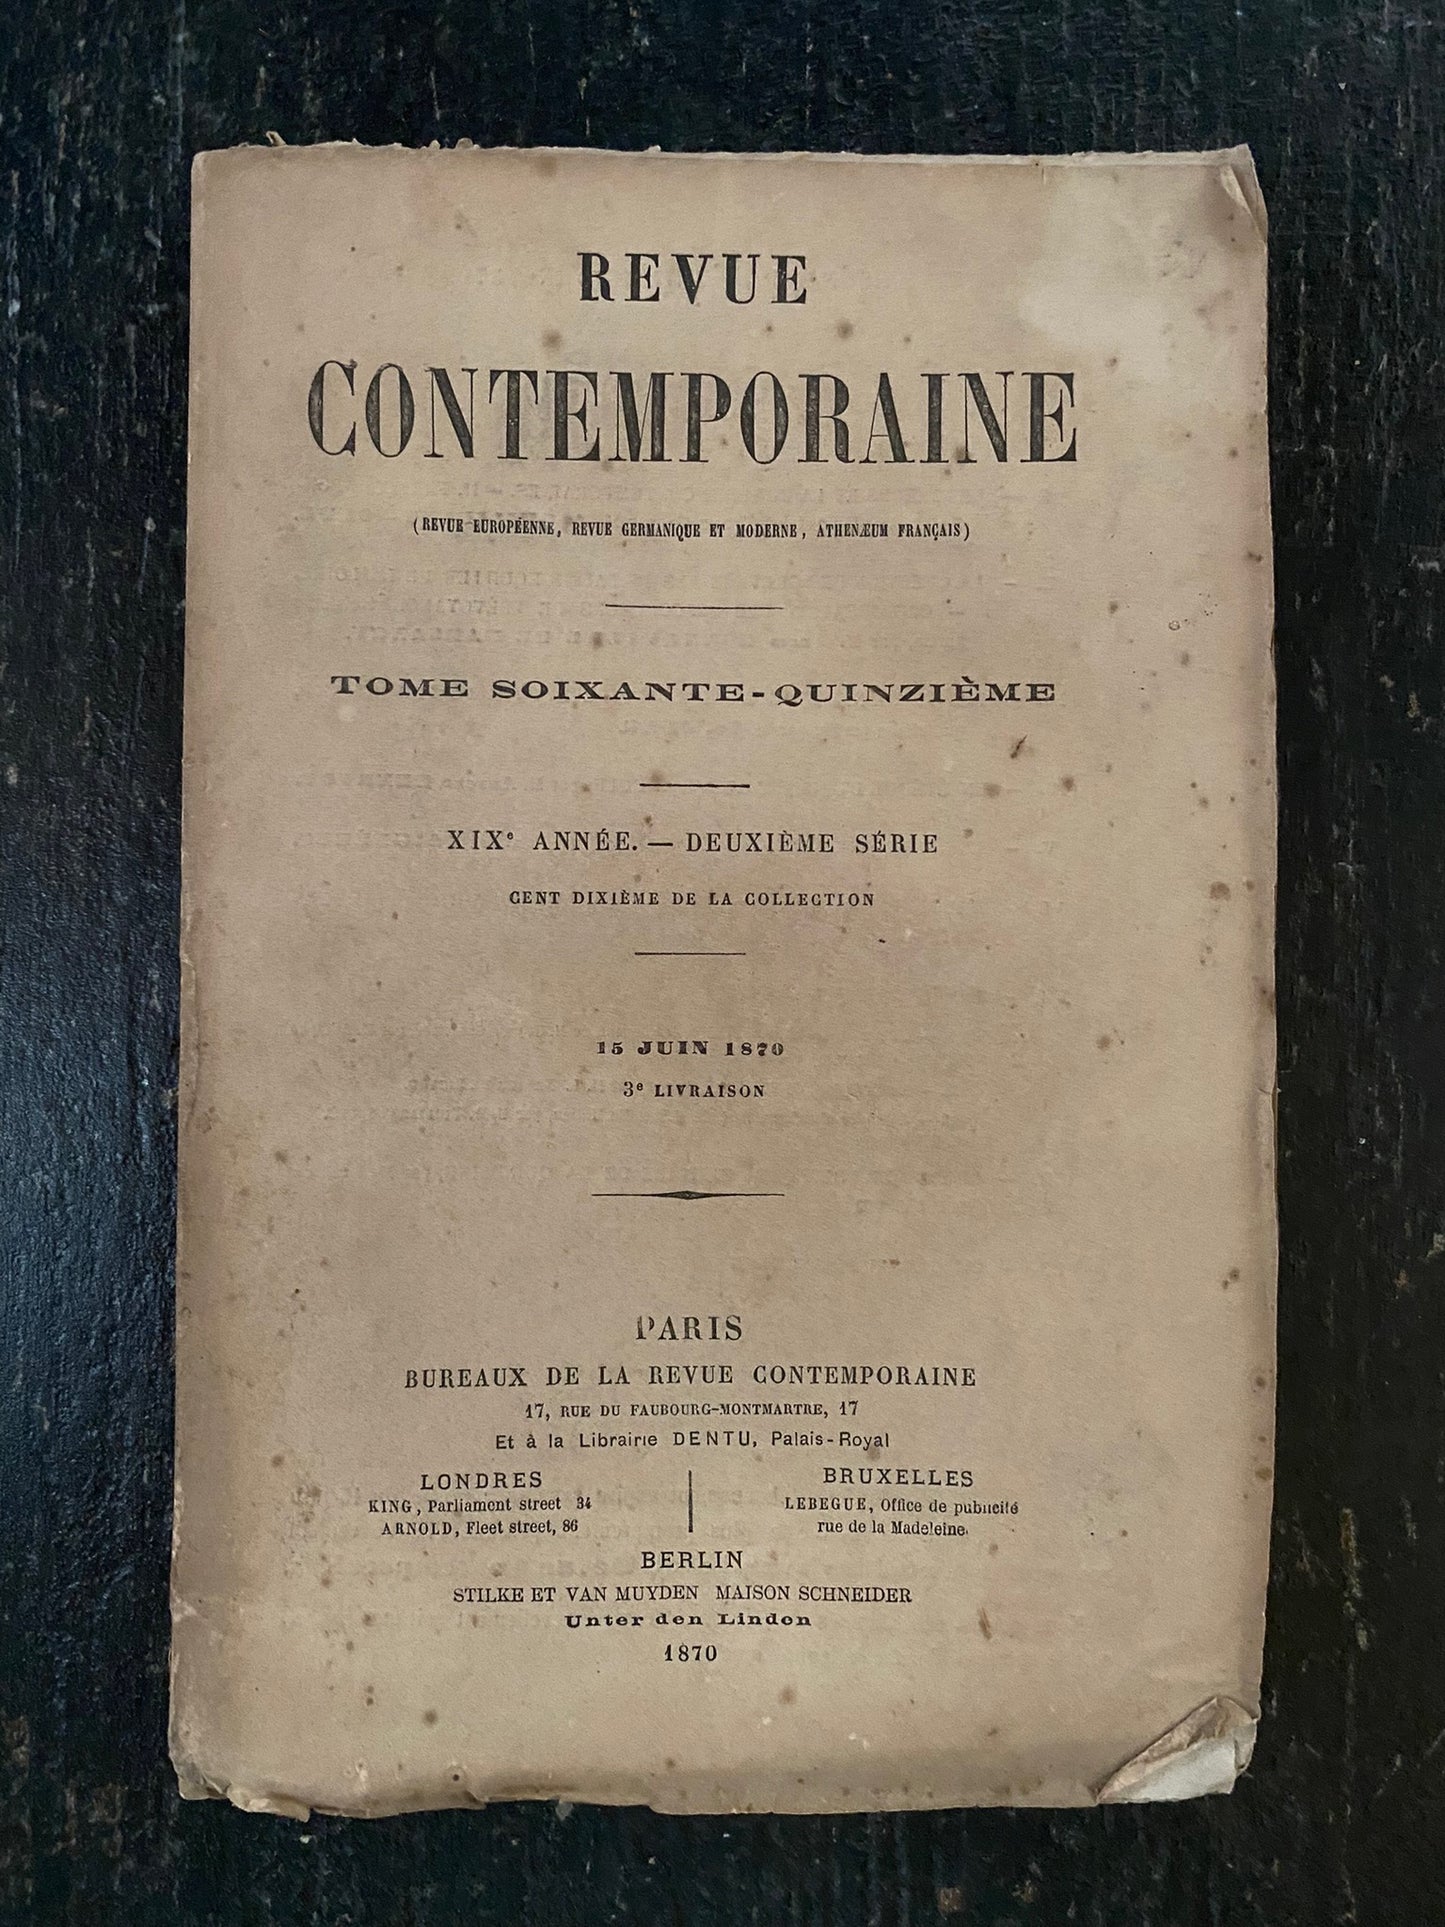 REVUE
CONTEMPORAINE
(REVUE EUROPÉENNE, REVUE GERMANIQUE ET MODERNE, ATHENÆUM FRANÇAIS)
TOME SOIXANTE-QUINZIÈME
XIXe ANNÉE. — DEUXIÈME SÉRIE
CENT DIXIÈME DE LA COLLECTION
15 JUIN 1870
3e LIVRAISON
PARIS
BUREAUX DE LA REVUE CONTEMPORAINE
17, RUE DU FAUBOURG-MONTMARTRE, 17
Et à la Librairie DENTU, Palais-Royal
LONDRES
KING, Parliament street 34
ARNOLD, Fleet street, 86
BRUXELLES
LEBEGUE, Office de publicité
rue de la Madeleine.
BERLIN
STILKE ET VAN MUYDEN MAISON SCHNEIDER
Unter den Linden
1870